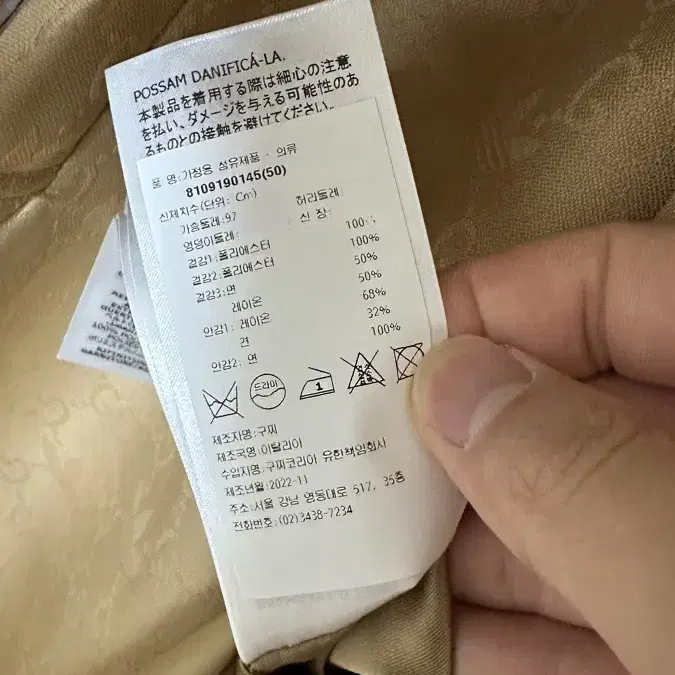 POSSAM DANIFICÁ-LA.
本製品を着用する際は細心の注意
を払い、ダメージを与える可能性のあ
るものとの接触を避けてください。
품 명:가정용 섬유제품 - 의류
8109190145(50)
신체치수(단위: Cm)
가슴둘레:97 허리둘레:
엉덩이둘레: 신 장:
겉감1:폴리에스터 100%
겉감2:폴리에스터 100%
겉감3:면 50%
레이온 50%
안감1: 레이온 68%
견 32%
안감2: 면 100%
드라이
1
제조자명:구찌
제조국명:이탈리아
수입자명:구찌코리아 유한책임회사
제조년월:2022-11
주소:서울 강남 영동대로 517, 35층
전화번호:(02)3438-7234